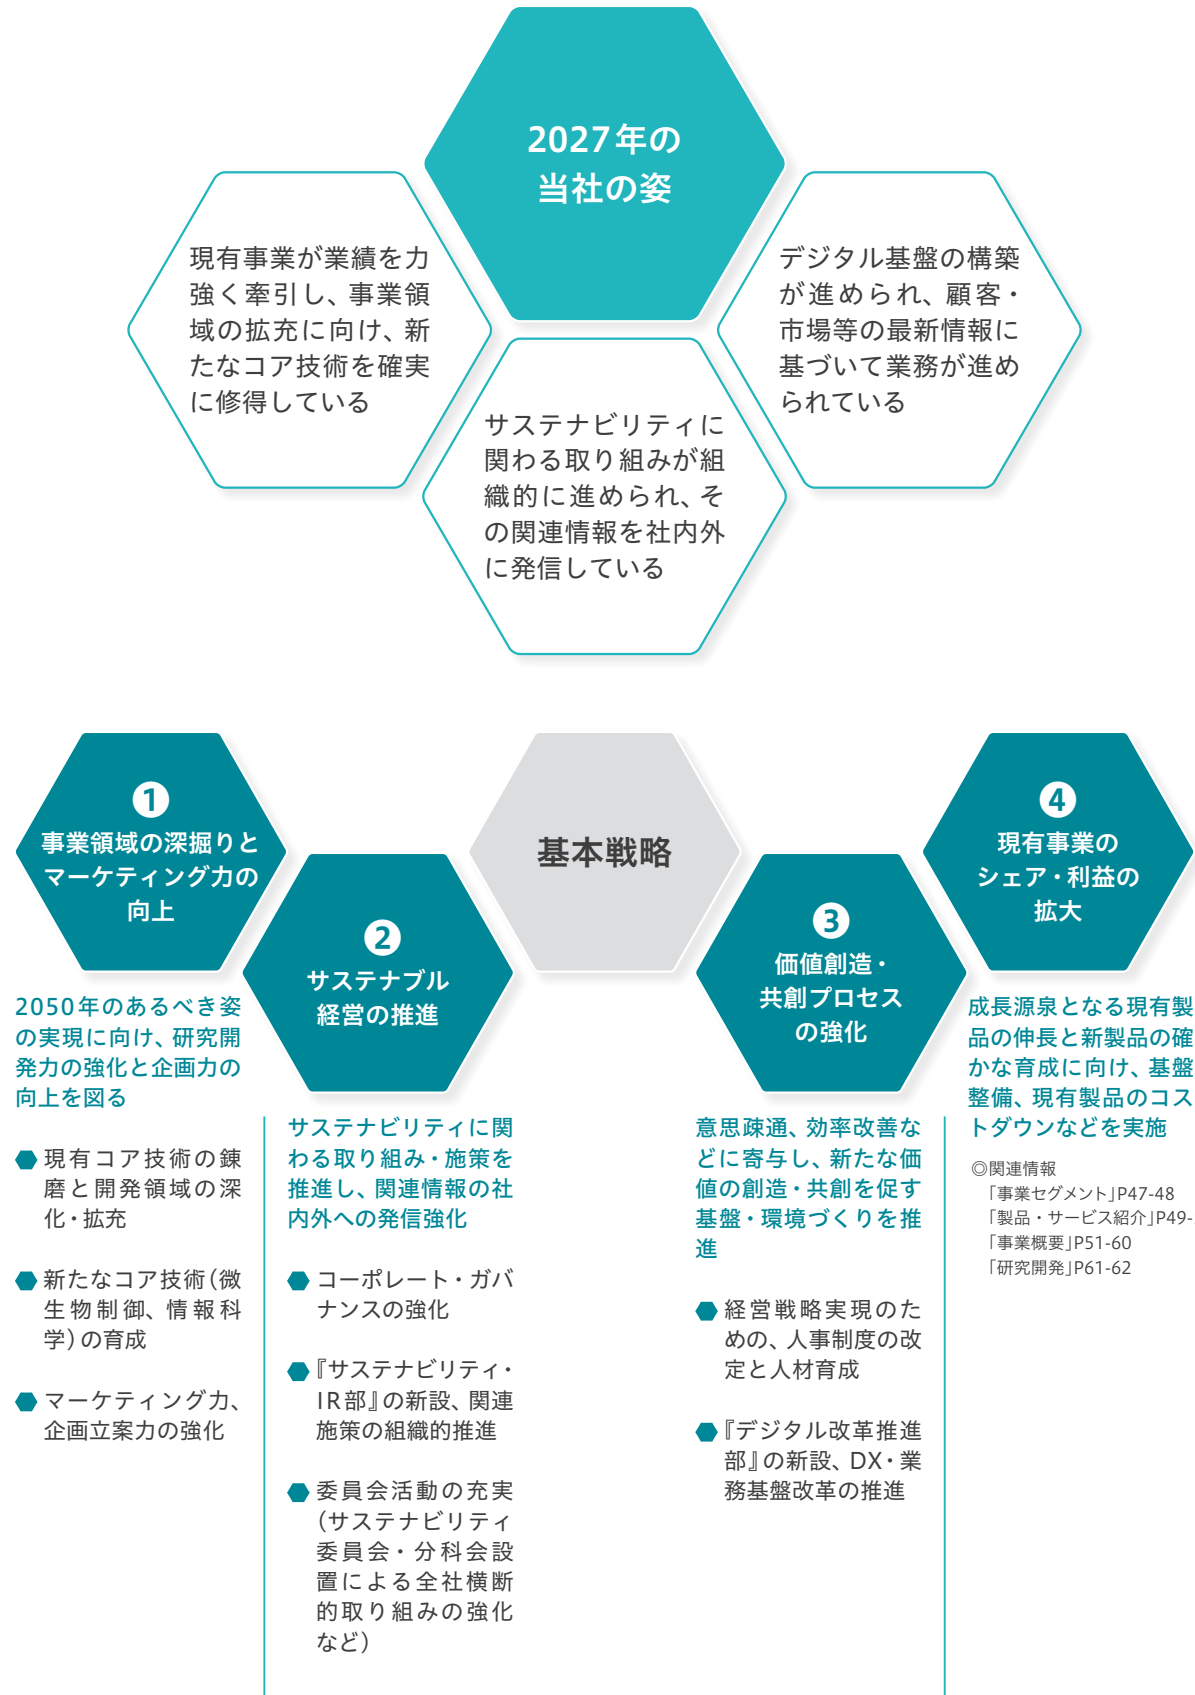 2027年の
当社の姿
現有事業が業績を力
強く牽引し、事業領
域の拡充に向け、新
たなコア技術を確実
に修得している
サステナビリティに
関わる取り組みが組
織的に進められ、そ
の関連情報を社内外
に発信している
デジタル基盤の構築
が進められ、顧客・
市場等の最新情報に
基づいて業務が進め
られている
基本戦略
1
事業領域の深掘りと
マーケティング力の
向上
2050年のあるべき姿
の実現に向け、研究開
発力の強化と企画力の
向上を図る
現有コア技術の錬
磨と開発領域の深
化・拡充
新たなコア技術(微
生物制御、情報科
学)の育成
マーケティング力、
企画立案力の強化
2
サステナブル
経営の推進
サステナビリティに関
わる取り組み・施策を
推進し、関連情報の社
内外への発信強化
コーポレート・ガバ
ナンスの強化
『サステナビリティ・
IR部』の新設、関連
施策の組織的推進
委員会活動の充実
(サステナビリティ
委員会・分科会設
置による全社横断
的取り組みの強化
など)
3
価値創造・
共創プロセス
の強化
意思疎通、効率改善な
どに寄与し、新たな価
値の創造・共創を促す
基盤・環境づくりを推
進
経営戦略実現のた
めの、人事制度の改
定と人材育成
『デジタル改革推進
部』の新設、DX・業
務基盤改革の推進
4
現有事業の
シェア・利益の
拡大
成長源泉となる現有製
品の伸長と新製品の確
かな育成に向け、基盤
整備、現有製品のコス
トダウンなどを実施
◎関連情報
「事業セグメント」P47-48
「製品・サービス紹介」P49-
「事業概要」P51-60
「研究開発」P61-62